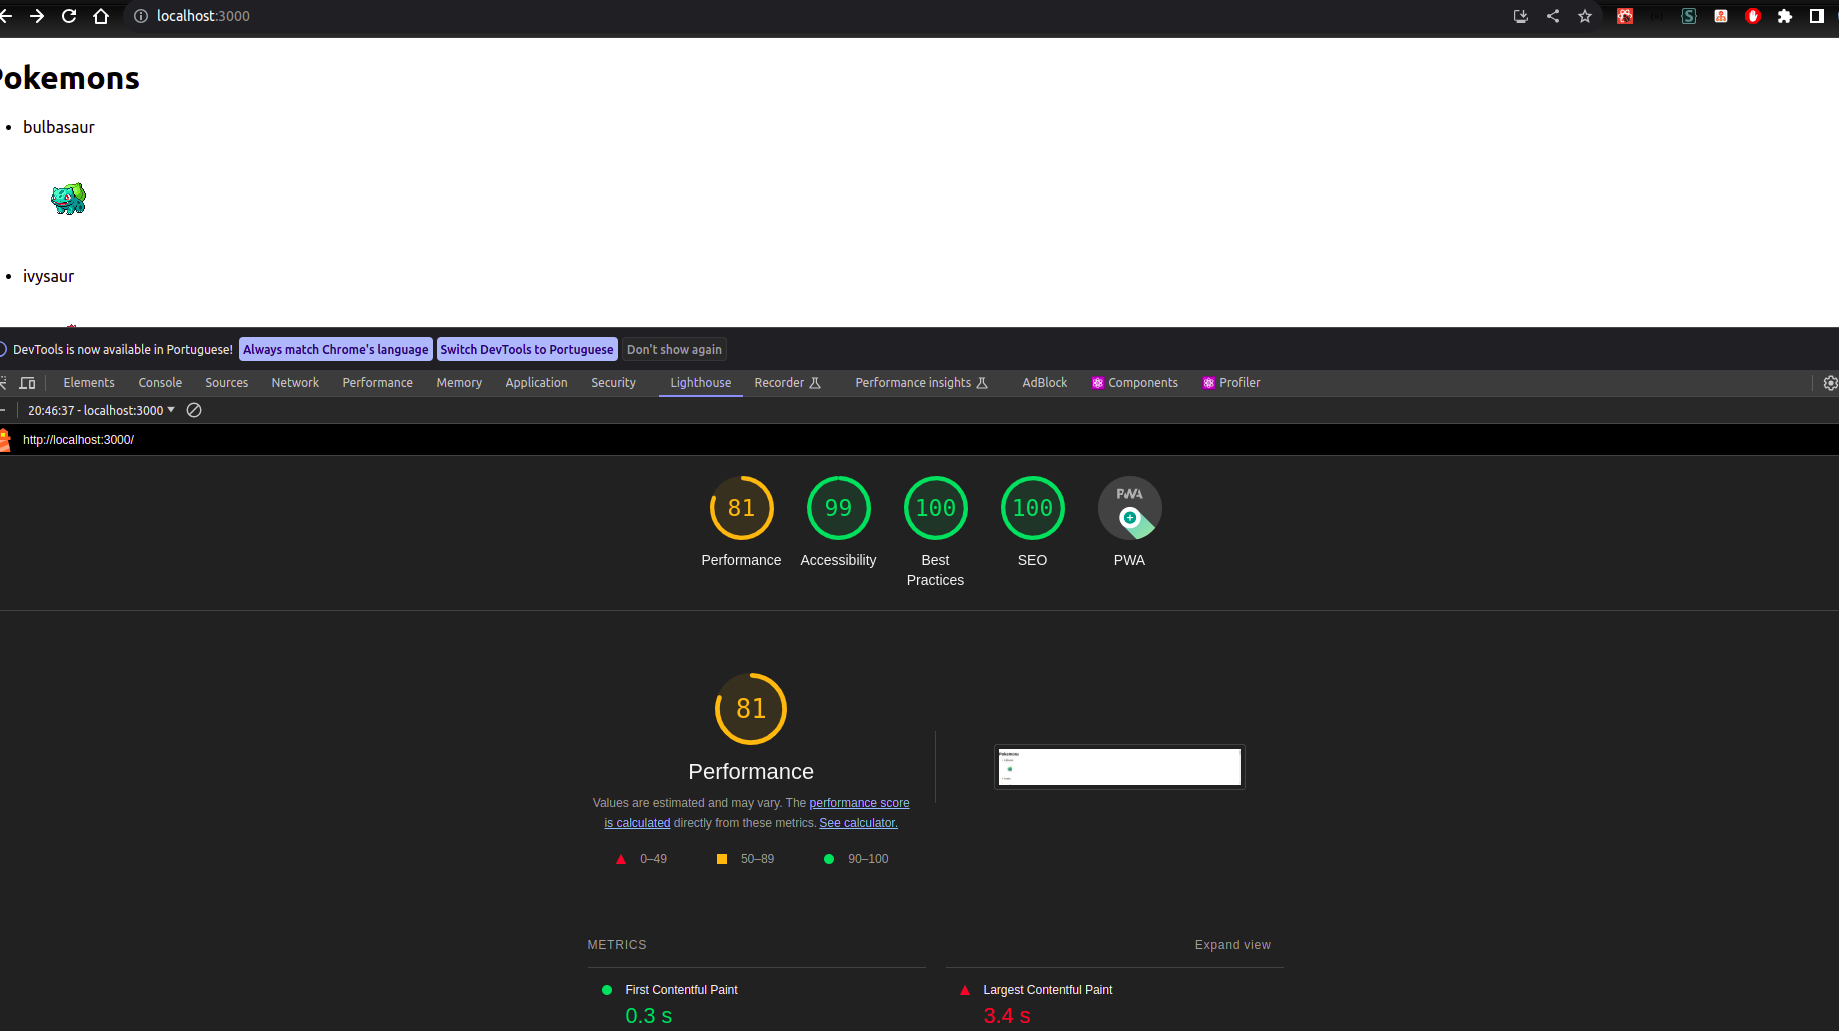 localhost:3000
Pokemons
bulbasaur
ivysaur
DevTools is now available in Portuguese! Always match Chrome's language Switch DevTools to Portuguese Don't show again
Elements Console Sources Network Performance Memory Application Security Lighthouse Recorder Performance insights AdBlock Components Profiler
20:46:37 - localhost:3000
http://localhost:3000/
81 99 100 100 PWA
Performance Accessibility Best Practices SEO PWA
81
Performance
Values are estimated and may vary. The performance score
is calculated directly from these metrics. See calculator.
0–49 50–89 90–100
METRICS Expand view
First Contentful Paint Largest Contentful Paint
0.3 s 3.4 s